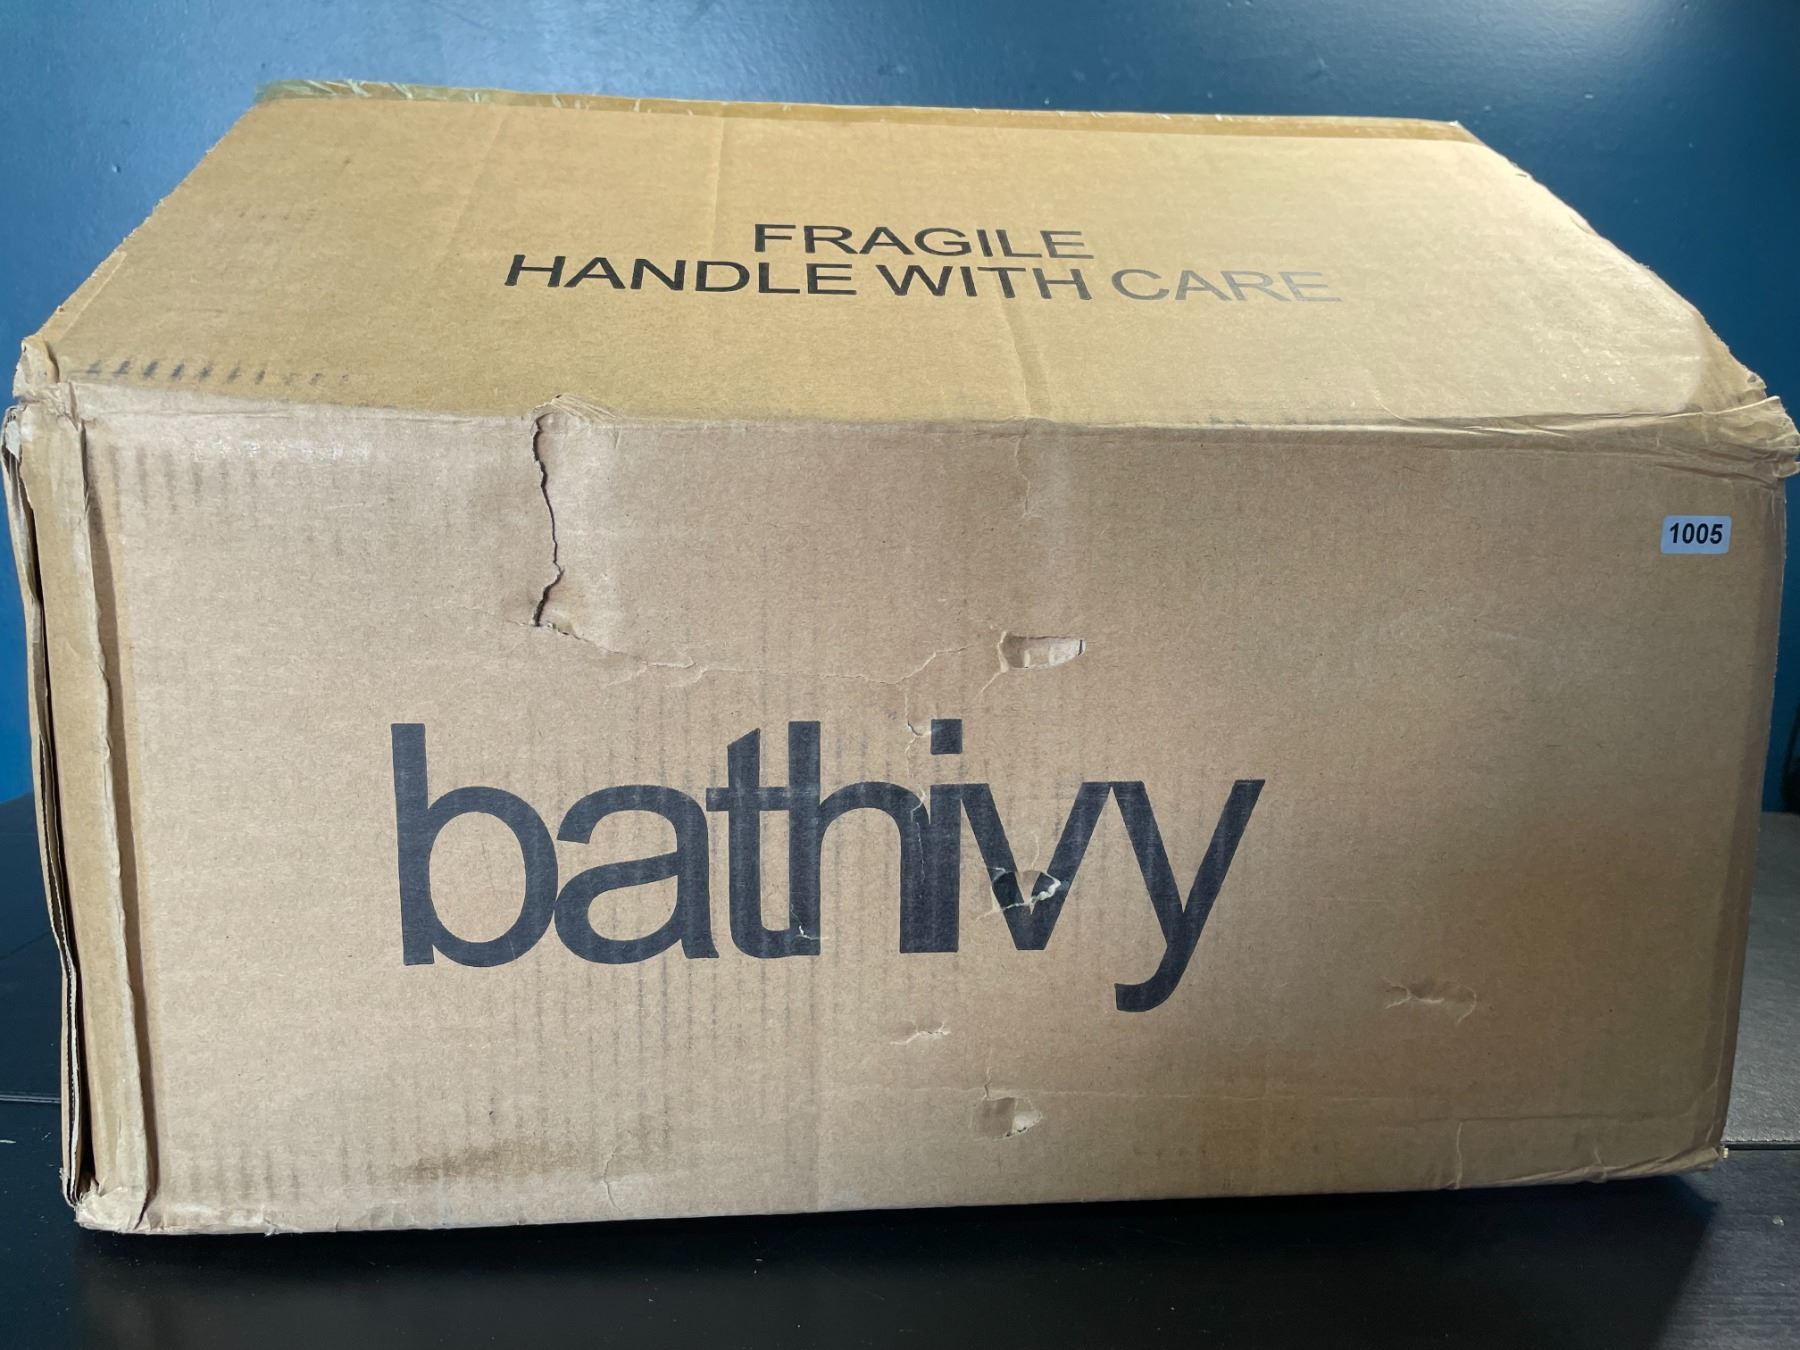 FRAGILE
HANDLE WITH CARE
1005
bathivy